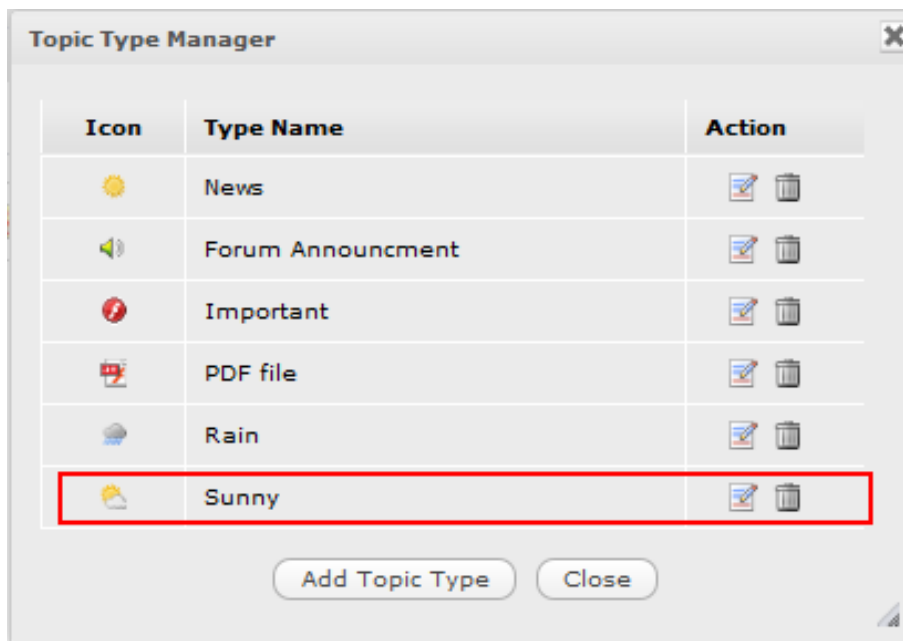 Topic Type Manager
Icon Type Name Action
News
Forum Announcment
Important
PDF file
Rain
Sunny
Add Topic Type Close